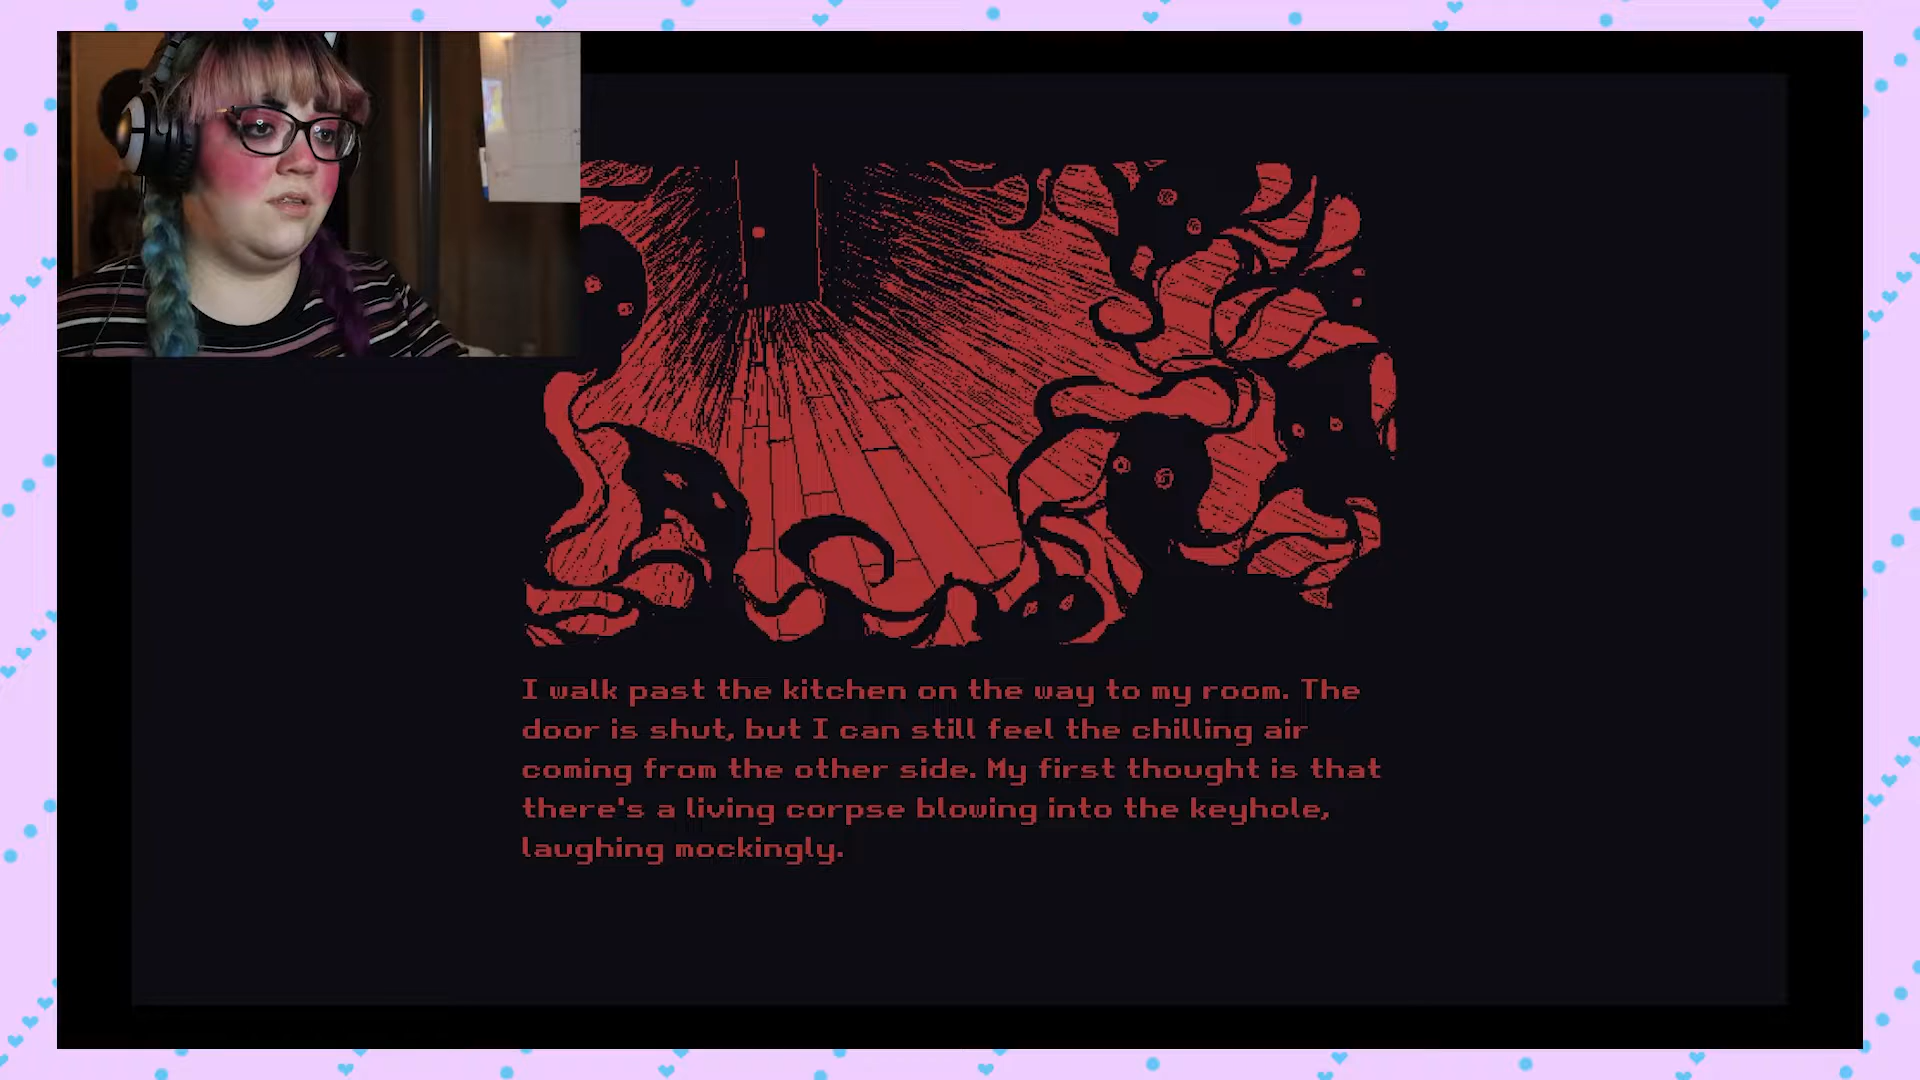 I walk past the kitchen on the way to my room. The
door is shut, but I can still feel the chilling air
coming from the other side. My first thought is that
there's a living corpse blowing into the keyhole,
laughing mockingly.